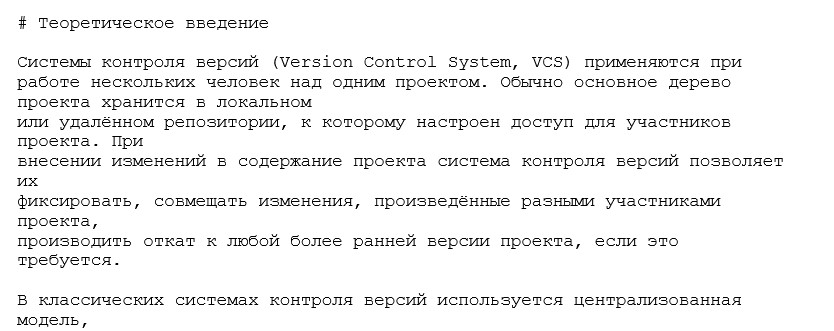 # Теоретическое введение
Системы контроля версий (Version Control System, VCS) применяются при
работе нескольких человек над одним проектом. Обычно основное дерево
проекта хранится в локальном
или удалённом репозитории, к которому настроен доступ для участников
проекта. При
внесении изменений в содержание проекта система контроля версий позволяет
их
фиксировать, совмещать изменения, произведённые разными участниками
проекта,
производить откат к любой более ранней версии проекта, если это
требуется.
В классических системах контроля версий используется централизованная
модель,